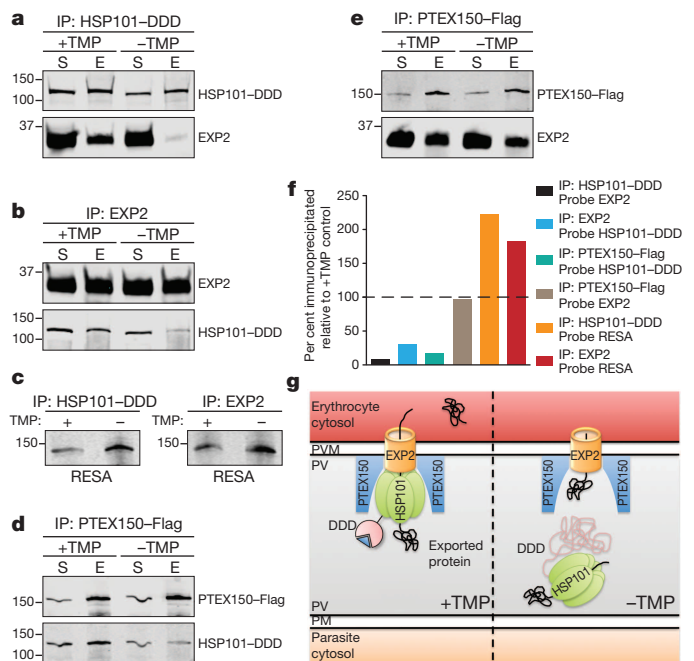 a
IP: HSP101–DDD
+TMP –TMP
S E S E
150
100
HSP101–DDD
37
EXP2
b
IP: EXP2
+TMP –TMP
S E S E
37
EXP2
150
100
HSP101–DDD
c
IP: HSP101–DDD IP: EXP2
TMP: + – TMP: + –
150 150
RESA RESA
d
IP: PTEX150–Flag
+TMP –TMP
S E S E
150
PTEX150–Flag
150
100
HSP101–DDD
e
IP: PTEX150–Flag
+TMP –TMP
S E S E
150
PTEX150–Flag
37
EXP2
f
Per cent immunoprecipitated
relative to +TMP control
250
200
150
100
50
0
IP: HSP101–DDD
Probe EXP2
IP: EXP2
Probe HSP101–DDD
IP: PTEX150–Flag
Probe HSP101–DDD
IP: PTEX150–Flag
Probe EXP2
IP: HSP101–DDD
Probe RESA
IP: EXP2
Probe RESA
g
Erythrocyte
cytosol
PVM
PV
EXP2
PTEX150
PTEX150
HSP101
DDD
Exported
protein
+TMP
EXP2
PTEX150
PTEX150
DDD
HSP101
–TMP
PV
PM
Parasite
cytosol